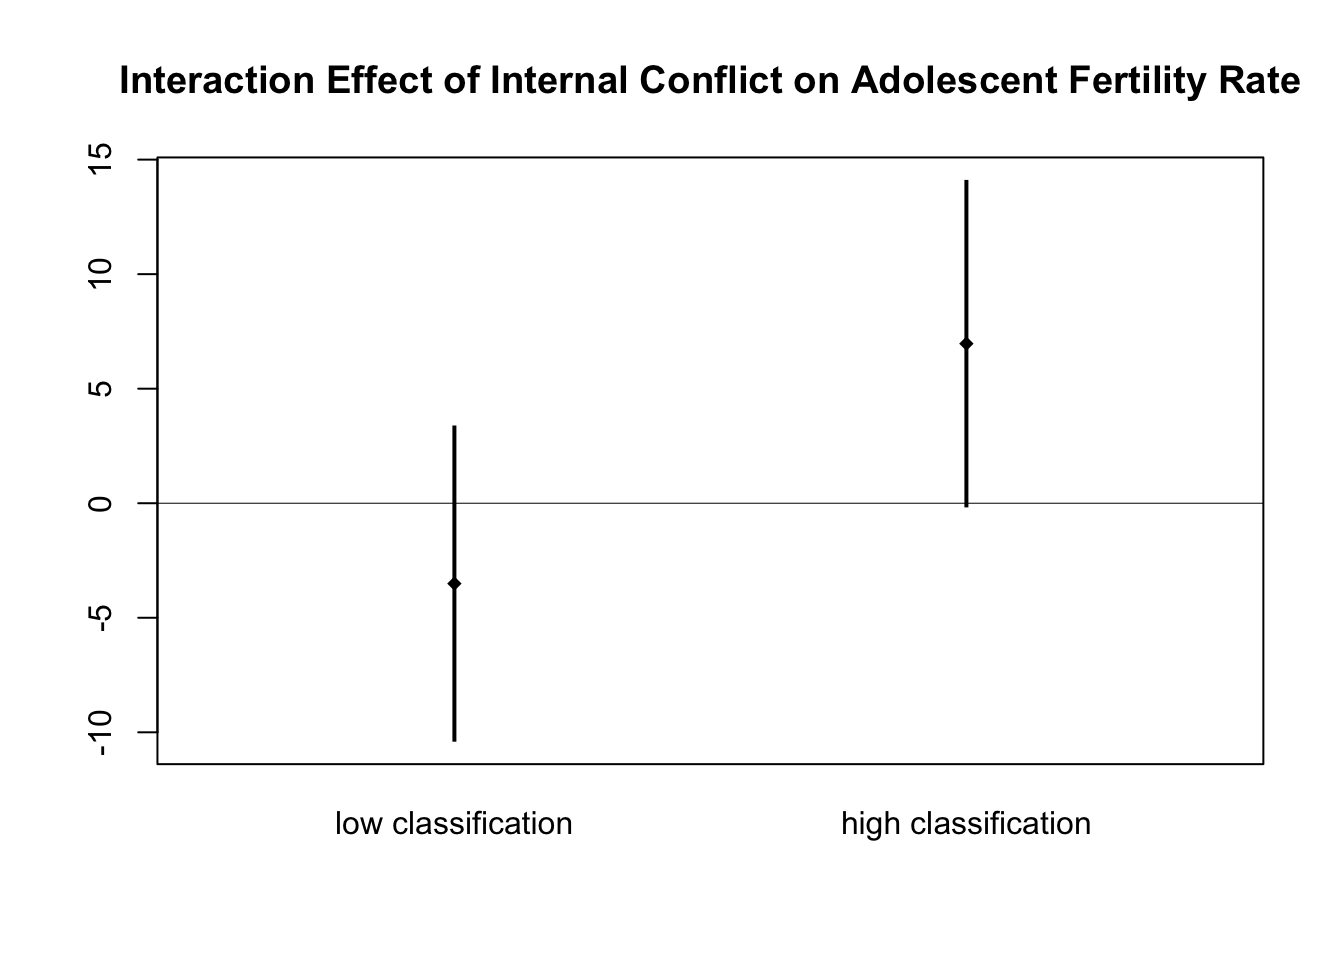 Interaction Effect of Internal Conflict on Adolescent Fertility Rate
15
10
5
0
-5
-10
low classification
high classification